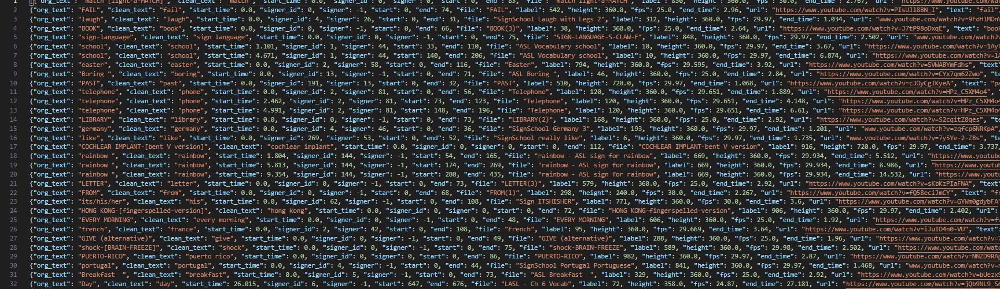 1 [{"org_text": "match [light-a-MATCH]", "clean_text": "match", "start_time": 0.0, "signer_id": 0, "signer": 0, "start": 0, "end": 83, "file": "match light-a-MATCH", "label": 830, "height": 360.0, "fps": 30.0, "end_time": 2.767, "url":
2 {"org_text": "FAIL", "clean_text": "fail", "start_time": 0.0, "signer_id": 0, "signer": -1, "start": 0, "end": 74, "file": "FAIL", "label": 542, "height": 360.0, "fps": 25.0, "end_time": 2.96, "url": "https://www.youtube.com/watch?v=PIsUJl8BN_I", "text": "fail",
3 {"org_text": "laugh", "clean_text": "laugh", "start_time": 0.0, "signer_id": 4, "signer": 26, "start": 0, "end": 31, "file": "SignSchool Laugh with Legs 2", "label": 312, "height": 360.0, "fps": 29.97, "end_time": 1.034, "url": "www.youtube.com/watch?v=9FdHlMOnV
4 {"org_text": "BOOK", "clean_text": "book", "start_time": 0.0, "signer_id": 0, "signer": -1, "start": 0, "end": 66, "file": "BOOK(3)", "label": 38, "height": 360.0, "fps": 25.0, "end_time": 2.64, "url": "https://www.youtube.com/watch?v=J7tP98oDxqE", "text": "book
5 {"org_text": "sign-language", "clean_text": "sign language", "start_time": 0.0, "signer_id": 0, "signer": -1, "start": 0, "end": 75, "file": "SIGN-LANGUAGE-S-CLAW-F", "label": 848, "height": 360.0, "fps": 29.97, "end_time": 2.502, "url": "https://www.youtube.com/watch?v=
6 {"org_text": "school", "clean_text": "school", "start_time": 1.101, "signer_id": 1, "signer": 44, "start": 33, "end": 110, "file": "ASL Vocabulary school", "label": 10, "height": 360.0, "fps": 29.97, "end_time": 3.67, "url": "https://www.youtube.com/watch?v=1Ayl
7 {"org_text": "school", "clean_text": "school", "start_time": 4.671, "signer_id": 1, "signer": 44, "start": 140, "end": 206, "file": "ASL Vocabulary school", "label": 10, "height": 360.0, "fps": 29.97, "end_time": 6.874, "url": "https://www.youtube.com/watch?v=1A
8 {"org_text": "easter", "clean_text": "easter", "start_time": 0.0, "signer_id": 2, "signer": 58, "start": 0, "end": 116, "file": "Easter", "label": 794, "height": 360.0, "fps": 29.595, "end_time": 3.92, "url": "https://www.youtube.com/watch?v=SVWABYmFdhs", "text
9 {"org_text": "Boring ", "clean_text": "boring", "start_time": 0.0, "signer_id": 13, "signer": -1, "start": 0, "end": 71, "file": "ASL Boring ", "label": 46, "height": 360.0, "fps": 25.0, "end_time": 2.84, "url": "https://www.youtube.com/watch?v=CYx7qm62Zwo", "text
10 {"org_text": "PAST", "clean_text": "past", "start_time": 0.0, "signer_id": 191, "signer": 13, "start": 0, "end": 32, "file": "PAST", "label": 510, "height": 720.0, "fps": 29.97, "end_time": 1.068, "url": "https://www.youtube.com/watch?v=cJOyCgIKyeA", "text": "pa
11 {"org_text": "telephone", "clean_text": "phone", "start_time": 0.0, "signer_id": 2, "signer": 81, "start": 0, "end": 56, "file": "Telephone", "label": 120, "height": 360.0, "fps": 29.651, "end_time": 1.889, "url": "https://www.youtube.com/watch?v=HPz_C5XM4o4",
12 {"org_text": "telephone", "clean_text": "phone", "start_time": 2.462, "signer_id": 2, "signer": 81, "start": 73, "end": 123, "file": "Telephone", "label": 120, "height": 360.0, "fps": 29.651, "end_time": 4.148, "url": "https://www.youtube.com/watch?v=HPz_C5XM4o4
13 {"org_text": "telephone", "clean_text": "phone", "start_time": 4.991, "signer_id": 2, "signer": 81, "start": 148, "end": 196, "file": "Telephone", "label": 120, "height": 360.0, "fps": 29.651, "end_time": 6.61, "url": "https://www.youtube.com/watch?v=HPz_C5XM4o4
14 {"org_text": "LIBRARY", "clean_text": "library", "start_time": 0.0, "signer_id": 0, "signer": -1, "start": 0, "end": 73, "file": "LIBRARY(2)", "label": 168, "height": 360.0, "fps": 25.0, "end_time": 2.92, "url": "https://www.youtube.com/watch?v=S2cqitZ0qes", "te
15 {"org_text": "germany", "clean_text": "germany", "start_time": 0.0, "signer_id": 4, "signer": 46, "start": 0, "end": 36, "file": "SignSchool Germany 3", "label": 193, "height": 360.0, "fps": 29.97, "end_time": 1.201, "url": "www.youtube.com/watch?v=zqfcp6NRKpA",
16 {"org_text": "like", "clean_text": "like", "start_time": 0.0, "signer_id": 269, "signer": 53, "start": 0, "end": 52, "file": "SignSchool really like", "label": 6, "height": 360.0, "fps": 29.97, "end_time": 1.735, "url": "www.youtube.com/watch?v=7y5Ye-2-ZBs", "te
17 {"org_text": "COCHLEAR IMPLANT-[bent V version]", "clean_text": "cochlear implant", "start_time": 0.0, "signer_id": 0, "signer": 0, "start": 0, "end": 112, "file": "COCHLEAR IMPLANT-bent V version", "label": 916, "height": 720.0, "fps": 29.97, "end_time": 3.737,
18 {"org_text": "rainbow ", "clean_text": "rainbow", "start_time": 1.804, "signer_id": 144, "signer": -1, "start": 54, "end": 165, "file": "rainbow - ASL sign for rainbow", "label": 669, "height": 360.0, "fps": 29.934, "end_time": 5.512, "url": "https://www.youtube
19 {"org_text": "rainbow ", "clean_text": "rainbow", "start_time": 5.813, "signer_id": 144, "signer": -1, "start": 174, "end": 269, "file": "rainbow - ASL sign for rainbow", "label": 669, "height": 360.0, "fps": 29.934, "end_time": 8.986, "url": "https://www.youtu
20 {"org_text": "rainbow ", "clean_text": "rainbow", "start_time": 9.354, "signer_id": 144, "signer": -1, "start": 280, "end": 435, "file": "rainbow - ASL sign for rainbow", "label": 669, "height": 360.0, "fps": 29.934, "end_time": 14.532, "url": "https://www.yout
21 {"org_text": "LETTER", "clean_text": "letter", "start_time": 0.0, "signer_id": 0, "signer": -1, "start": 0, "end": 73, "file": "LETTER(3)", "label": 579, "height": 360.0, "fps": 25.0, "end_time": 2.92, "url": "https://www.youtube.com/watch?v=sKbKzPIaFNA", "text
22 {"org_text": "FROM", "clean_text": "from", "start_time": 0.0, "signer_id": 0, "signer": -1, "start": 0, "end": 68, "file": "FROM(1)", "label": 298, "height": 240.0, "fps": 30.0, "end_time": 2.267, "url": "https://www.youtube.com/watch?v=fQ58eciJmCY", "text": "fr
23 {"org_text": "its/his/her", "clean_text": "his", "start_time": 0.0, "signer_id": 62, "signer": -1, "start": 0, "end": 108, "file": "Sign ITSHISHER", "label": 771, "height": 360.0, "fps": 30.0, "end_time": 3.6, "url": "https://www.youtube.com/watch?v=GYWm0gdybfA
24 {"org_text": "HONG KONG-[fingerspelled-version]", "clean_text": "hong kong", "start_time": 0.0, "signer_id": 0, "signer": 0, "start": 0, "end": 72, "file": "HONG KONG-fingerspelled-version", "label": 906, "height": 360.0, "fps": 29.97, "end_time": 2.402, "url":
25 {"org_text": "EVERY MORNING", "clean_text": "every morning", "start_time": 0.0, "signer_id": 0, "signer": -1, "start": 0, "end": 48, "file": "EVERY MORNING", "label": 606, "height": 360.0, "fps": 25.0, "end_time": 1.92, "url": "https://www.youtube.com/watch?v=
26 {"org_text": "french", "clean_text": "france", "start_time": 0.0, "signer_id": 2, "signer": 42, "start": 0, "end": 108, "file": "French", "label": 95, "height": 360.0, "fps": 29.669, "end_time": 3.64, "url": "https://www.youtube.com/watch?v=iJuIO4n0-VU", "text":
27 {"org_text": "GIVE (alternative)", "clean_text": "give", "start_time": 0.0, "signer_id": 0, "signer": -1, "start": 0, "end": 49, "file": "GIVE (alternative)", "label": 288, "height": 360.0, "fps": 25.0, "end_time": 1.96, "url": "https://www.youtube.com/watch?v=
28 {"org_text": "shock-[BRAIN-FREEZE]", "clean_text": "shock", "start_time": 0.0, "signer_id": 0, "signer": -1, "start": 0, "end": 75, "file": "shock-BRAIN-FREEZE", "label": 589, "height": 360.0, "fps": 29.98, "end_time": 2.502, "url": "https://www.youtube.com/watch
29 {"org_text": "PUERTO-RICO", "clean_text": "puerto rico", "start_time": 0.0, "signer_id": 0, "signer": 0, "start": 0, "end": 86, "file": "PUERTO-RICO", "label": 982, "height": 360.0, "fps": 29.97, "end_time": 2.87, "url": "https://www.youtube.com/watch?v=NNZD9RAg
30 {"org_text": "portugal", "clean_text": "portugal", "start_time": 0.0, "signer_id": 4, "signer": -1, "start": 0, "end": 44, "file": "SignSchool Portugal Portuguese", "label": 841, "height": 360.0, "fps": 29.97, "end_time": 1.468, "url": "www.youtube.com/watch?v=
31 {"org_text": "Breakfast  ", "clean_text": "breakfast", "start_time": 0.0, "signer_id": 5, "signer": -1, "start": 0, "end": 73, "file": "ASL Breakfast  ", "label": 329, "height": 360.0, "fps": 25.0, "end_time": 2.92, "url": "https://www.youtube.com/watch?v=bUezx
32 {"org_text": "Day", "clean_text": "day", "start_time": 26.015, "signer_id": 6, "signer": -1, "start": 647, "end": 676, "file": "LASL - Ch 6 Vocab", "label": 72, "height": 358.0, "fps": 24.87, "end_time": 27.181, "url": "https://www.youtube.com/watch?v=jQb9NL9_